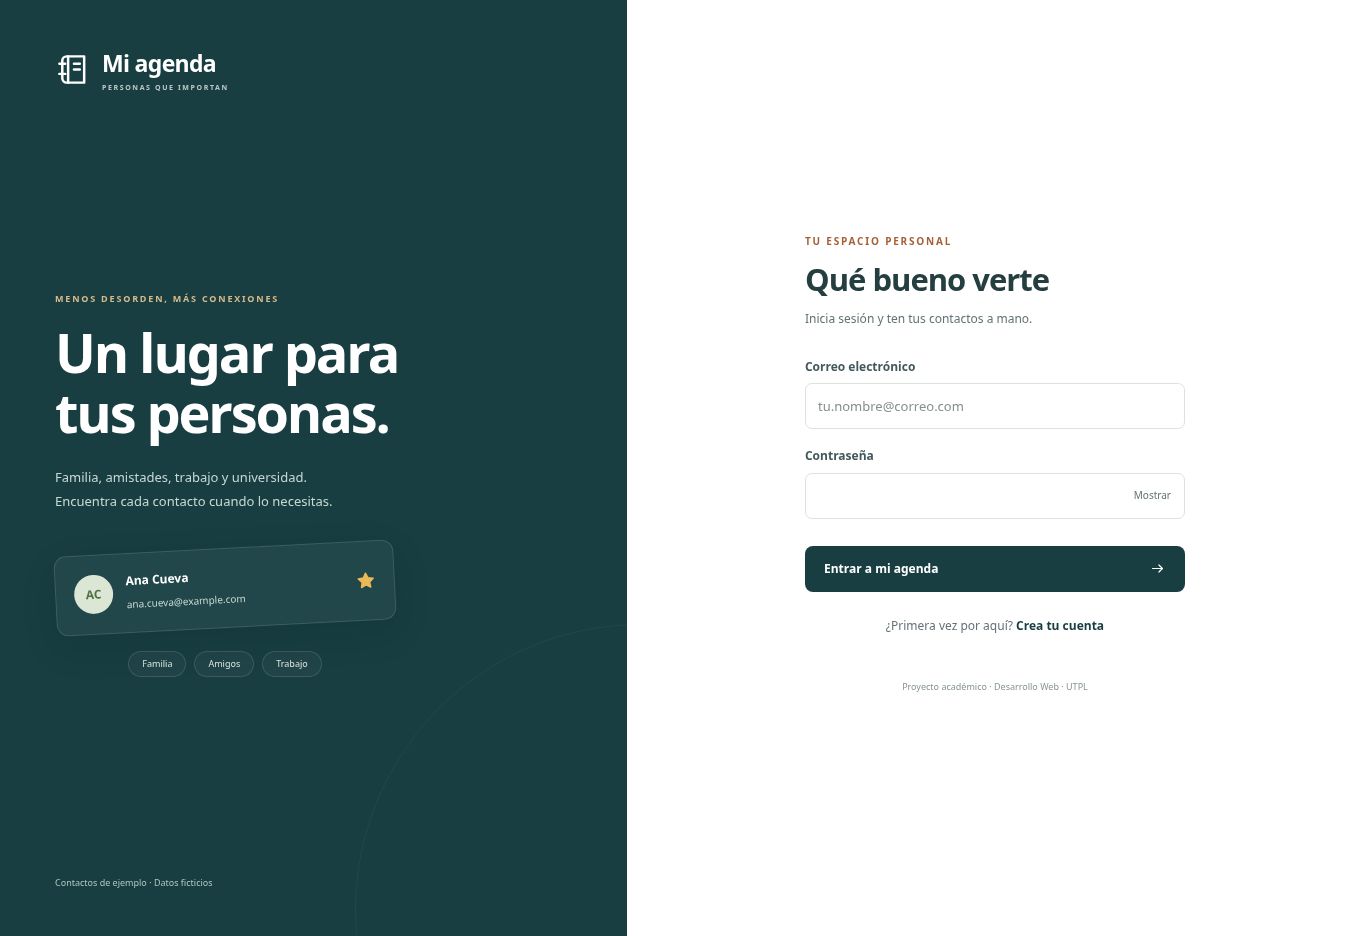 Mi agenda
PERSONAS QUE IMPORTAN
MENOS DESORDEN, MÁS CONEXIONES
Un lugar para
tus personas.
Familia, amistades, trabajo y universidad.
Encuentra cada contacto cuando lo necesitas.
AC
Ana Cueva
ana.cueva@example.com
Familia
Amigos
Trabajo
Contactos de ejemplo · Datos ficticios
TU ESPACIO PERSONAL
Qué bueno verte
Inicia sesión y ten tus contactos a mano.
Correo electrónico
tu.nombre@correo.com
Contraseña
Mostrar
Entrar a mi agenda →
¿Primera vez por aquí? Crea tu cuenta
Proyecto académico · Desarrollo Web · UTPL